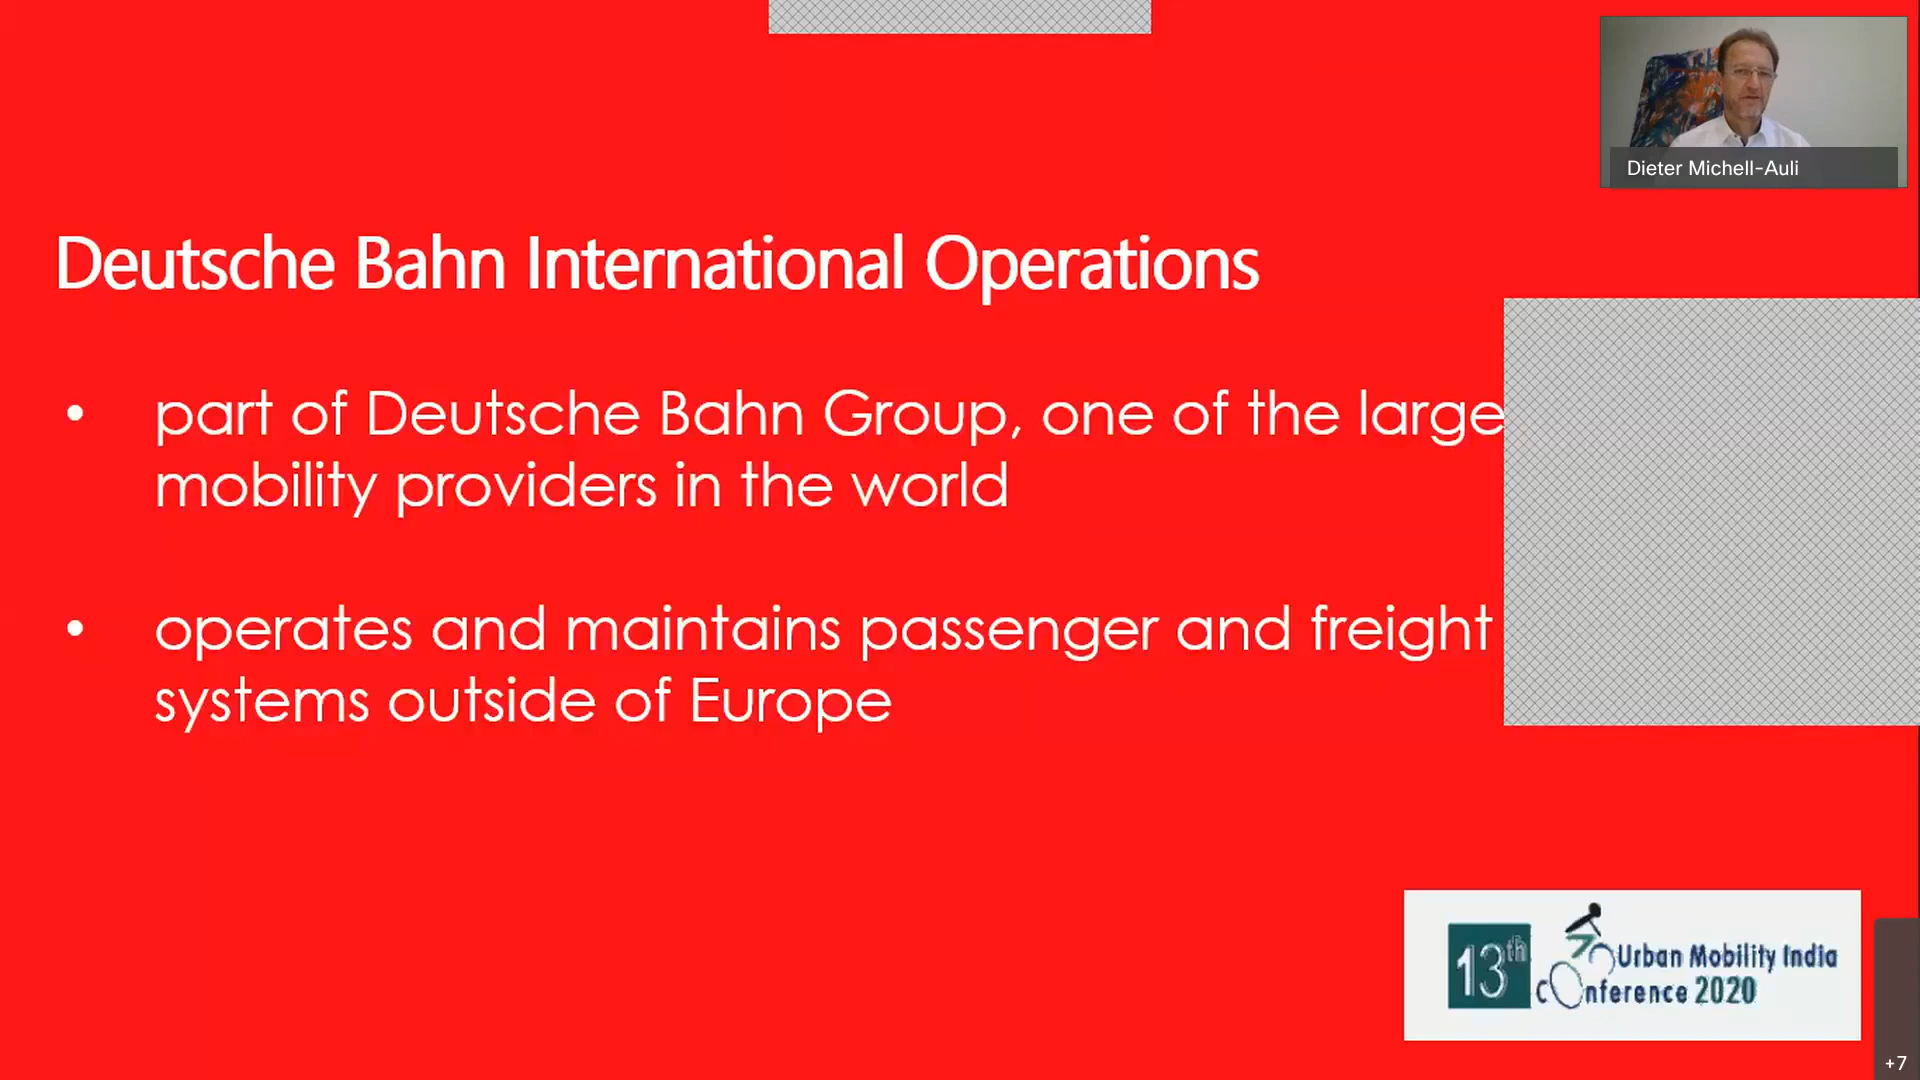 Dieter Michell-Auli
Deutsche Bahn International Operations
• part of Deutsche Bahn Group, one of the large
mobility providers in the world
• operates and maintains passenger and freight
systems outside of Europe
13th Urban Mobility India
Conference 2020
+7